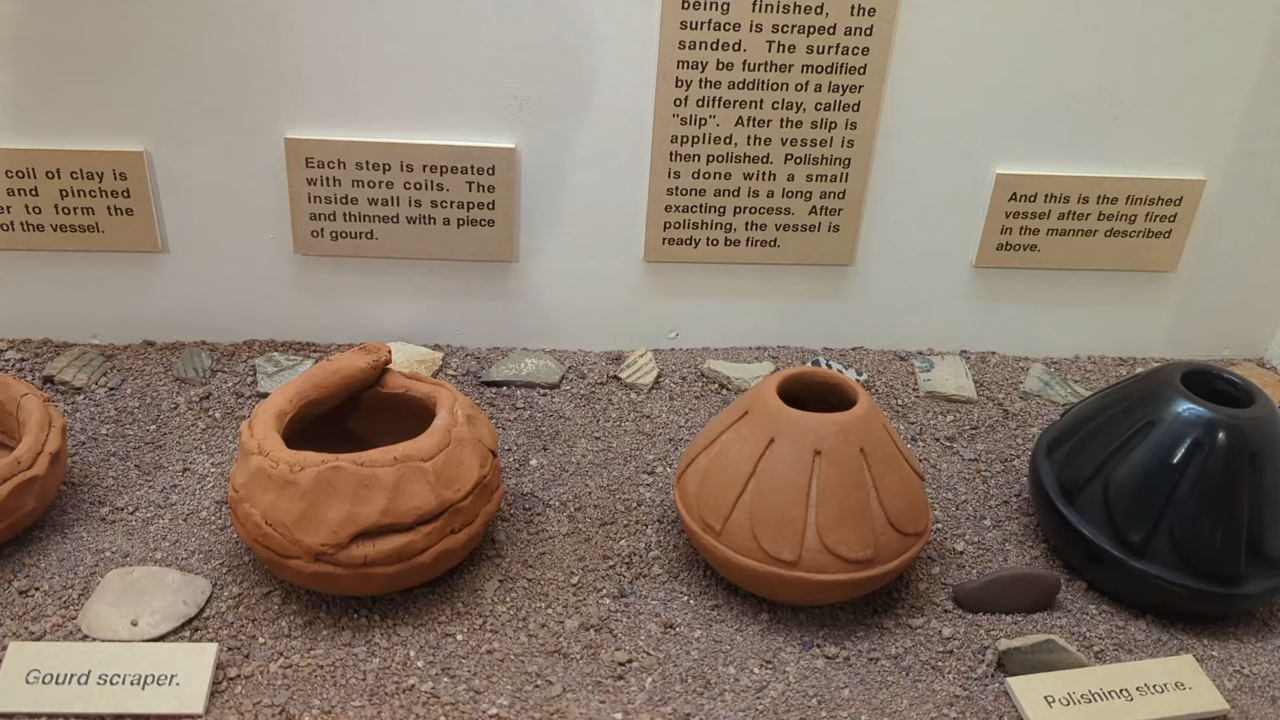 coil of clay is
and pinched
to form the
of the vessel.
Each step is repeated
with more coils. The
inside wall is scraped
and thinned with a piece
of gourd.
being finished, the
surface is scraped and
sanded. The surface
may be further modified
by the addition of a layer
of different clay, called
"slip". After the slip is
applied, the vessel is
then polished. Polishing
is done with a small
stone and is a long and
exacting process. After
polishing, the vessel is
ready to be fired.
And this is the finished
vessel after being fired
in the manner described
above.
Gourd scraper.
Polishing stone.